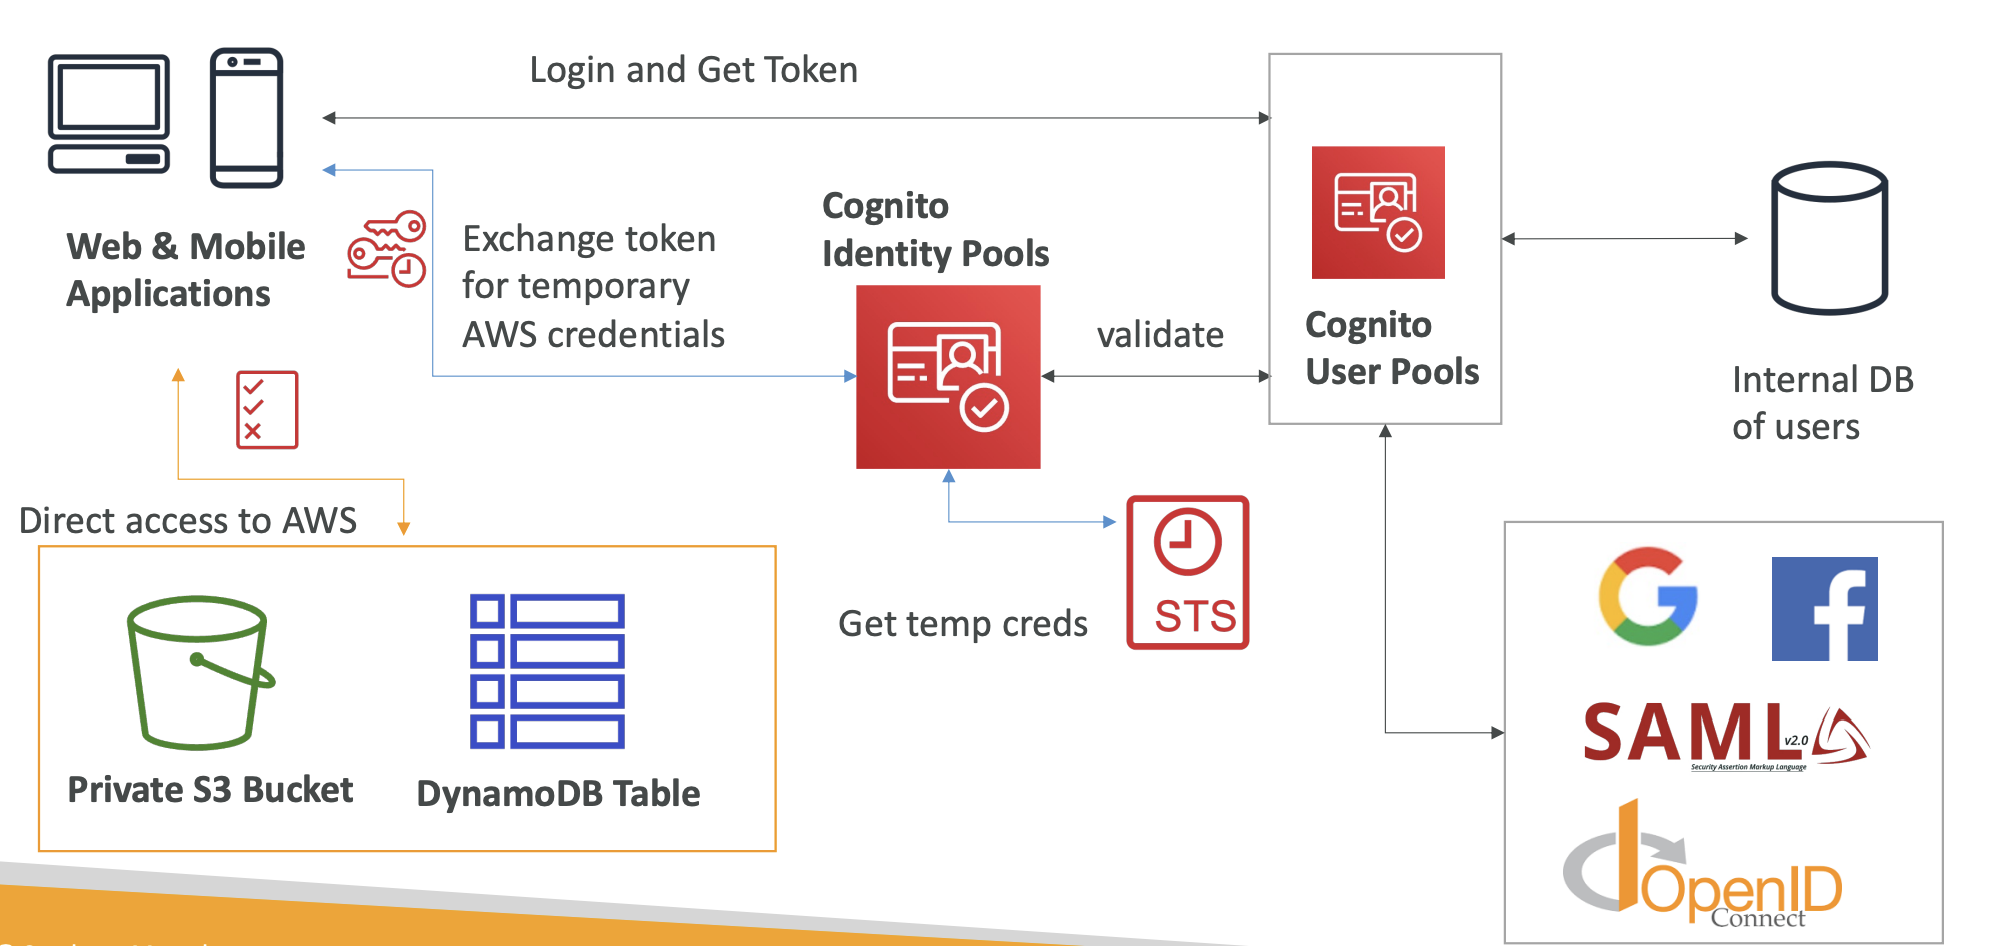 Login and Get Token
Web & Mobile
Applications
Exchange token
for temporary
AWS credentials
Cognito
Identity Pools
validate
Cognito
User Pools
Internal DB
of users
Direct access to AWS
Private S3 Bucket
DynamoDB Table
Get temp creds
STS
SAML
v2.0
Security Assertion Markup Language
OpenID
Connect